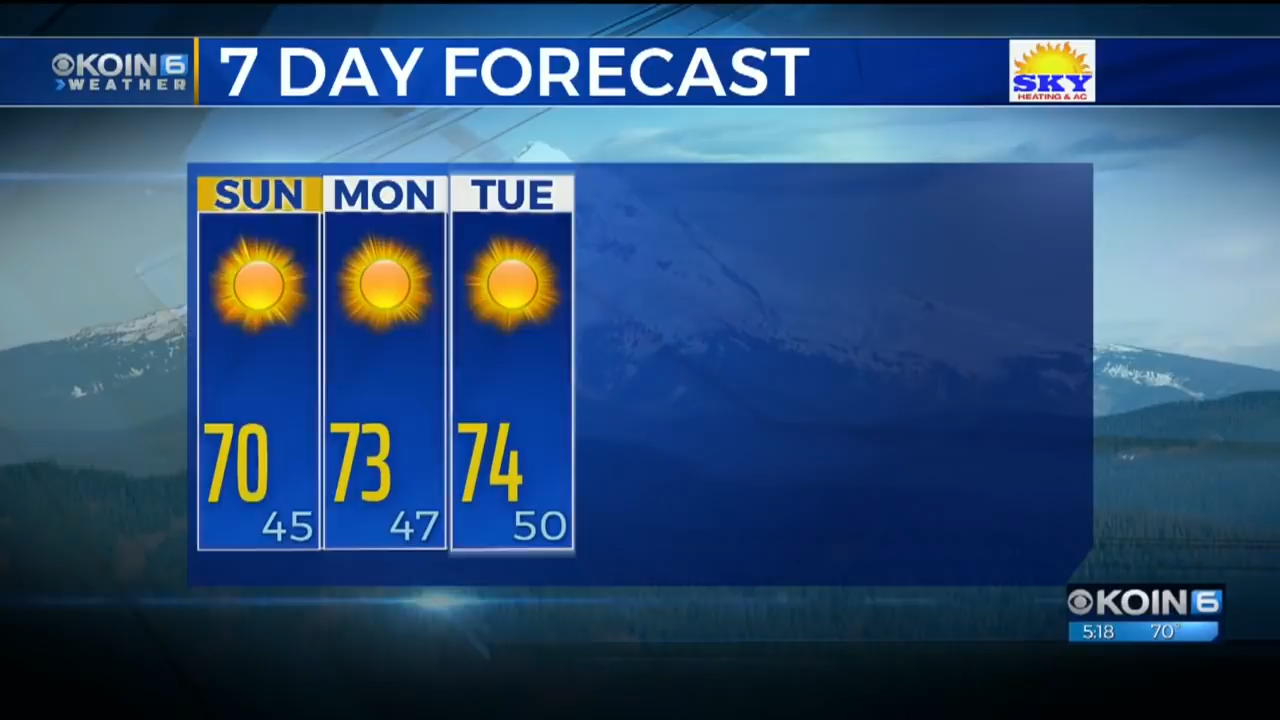 KOIN 6
WEATHER
7 DAY FORECAST
SKY
HEATING & AC
SUN MON TUE
70 73 74
45 47 50
KOIN 6
5:18 70°